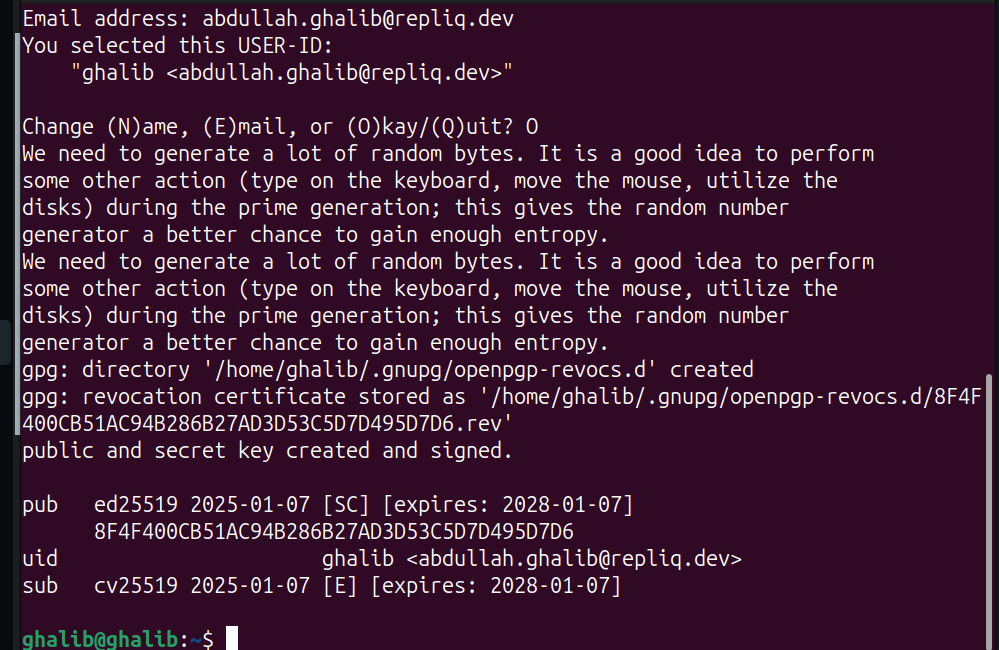 Email address: abdullah.ghalib@repliq.dev
You selected this USER-ID:
    "ghalib <abdullah.ghalib@repliq.dev>"
Change (N)ame, (E)mail, or (O)kay/(Q)uit? O
We need to generate a lot of random bytes. It is a good idea to perform
some other action (type on the keyboard, move the mouse, utilize the
disks) during the prime generation; this gives the random number
generator a better chance to gain enough entropy.
We need to generate a lot of random bytes. It is a good idea to perform
some other action (type on the keyboard, move the mouse, utilize the
disks) during the prime generation; this gives the random number
generator a better chance to gain enough entropy.
gpg: directory '/home/ghalib/.gnupg/openpgp-revocs.d' created
gpg: revocation certificate stored as '/home/ghalib/.gnupg/openpgp-revocs.d/8F4F
400CB51AC94B286B27AD3D53C5D7D495D7D6.rev'
public and secret key created and signed.
pub   ed25519 2025-01-07 [SC] [expires: 2028-01-07]
      8F4F400CB51AC94B286B27AD3D53C5D7D495D7D6
uid                      ghalib <abdullah.ghalib@repliq.dev>
sub   cv25519 2025-01-07 [E] [expires: 2028-01-07]
ghalib@ghalib:~$